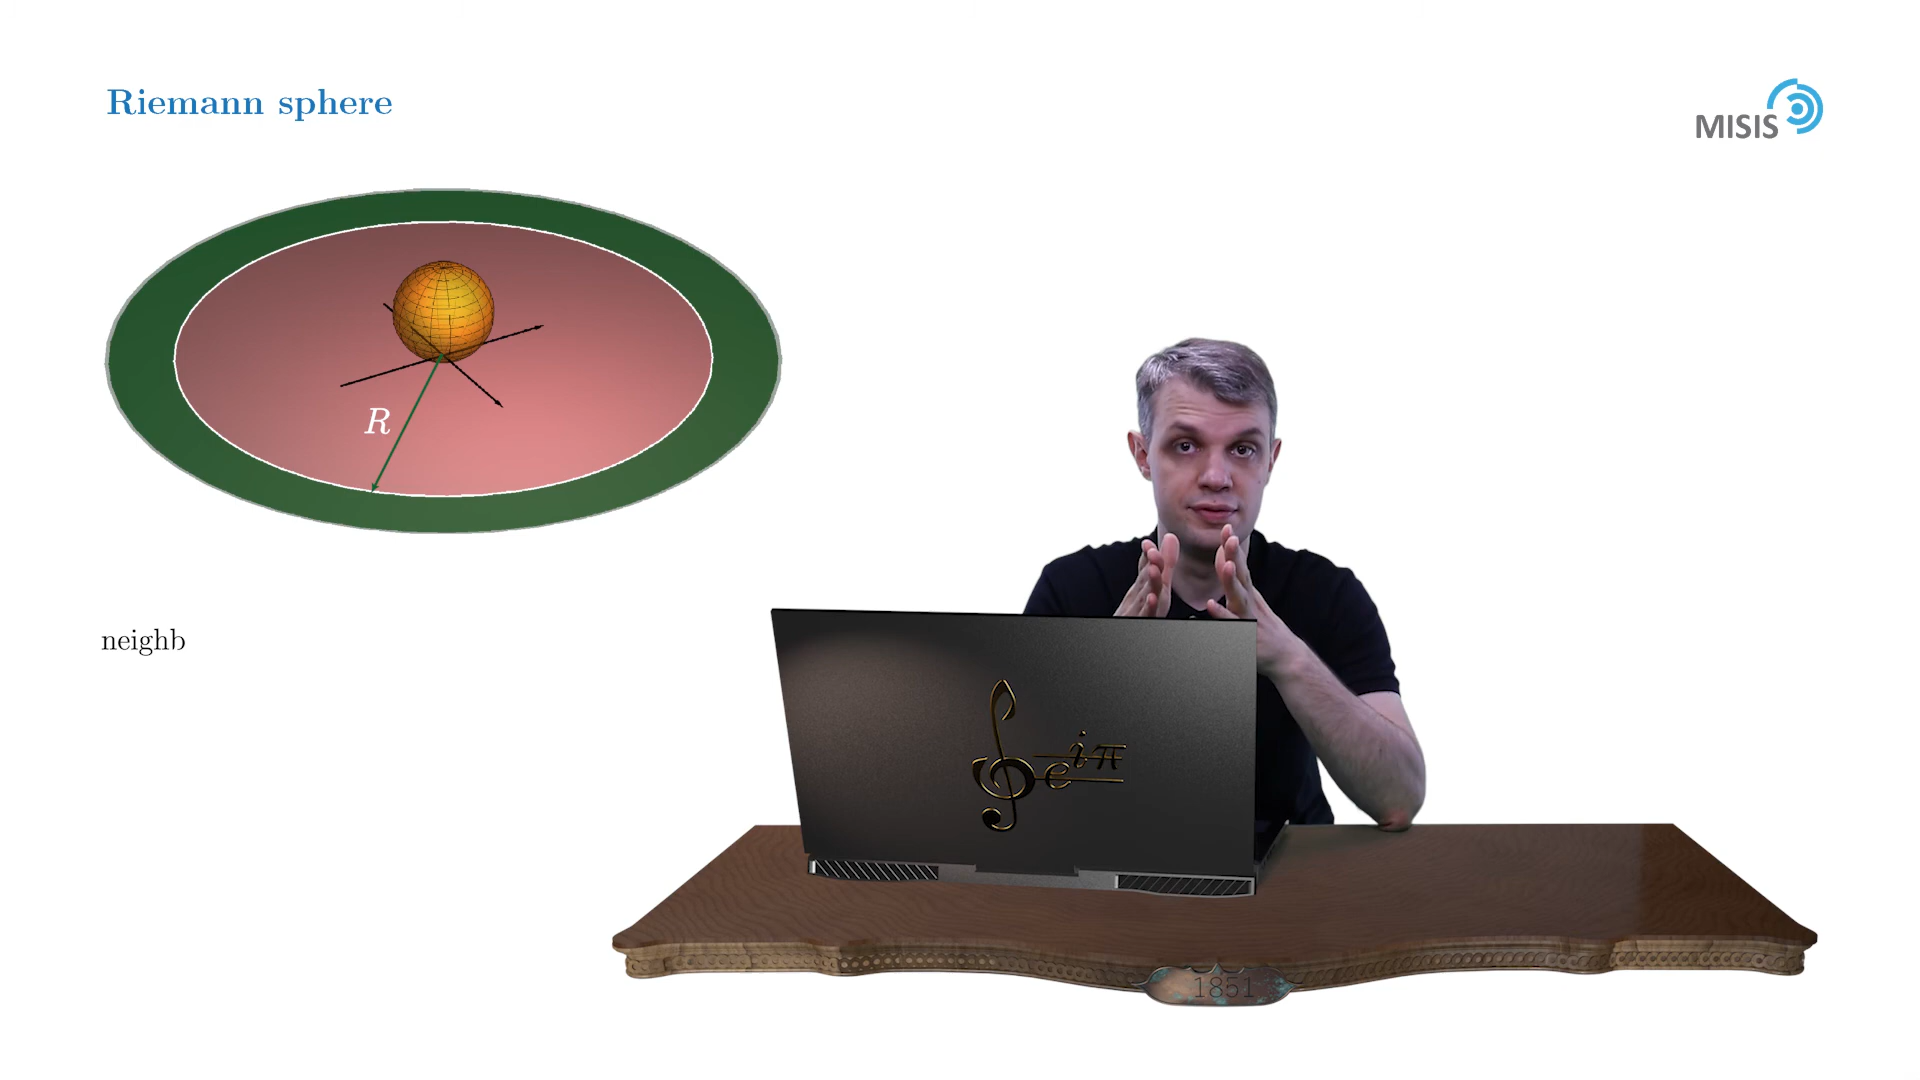 Riemann sphere
MISIS
R
neighb
e^{iπ}
1851